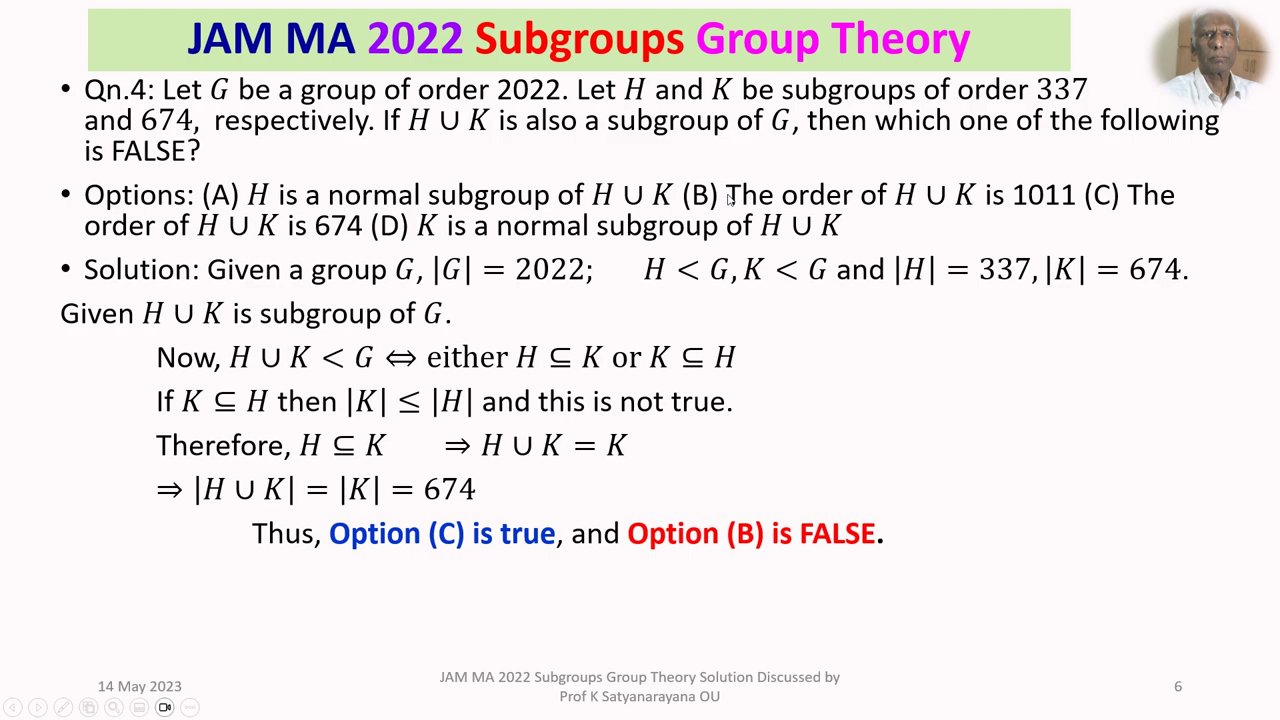 JAM MA 2022 Subgroups Group Theory
• Qn.4: Let 𝐺 be a group of order 2022. Let 𝐻 and 𝐾 be subgroups of order 337
and 674, respectively. If 𝐻 ∪ 𝐾 is also a subgroup of 𝐺, then which one of the following
is FALSE?
• Options: (A) 𝐻 is a normal subgroup of 𝐻 ∪ 𝐾 (B) The order of 𝐻 ∪ 𝐾 is 1011 (C) The
order of 𝐻 ∪ 𝐾 is 674 (D) 𝐾 is a normal subgroup of 𝐻 ∪ 𝐾
• Solution: Given a group 𝐺, |𝐺| = 2022; 𝐻 < 𝐺, 𝐾 < 𝐺 and |𝐻| = 337, |𝐾| = 674.
Given 𝐻 ∪ 𝐾 is subgroup of 𝐺.
Now, 𝐻 ∪ 𝐾 < 𝐺 ⇔ either 𝐻 ⊆ 𝐾 or 𝐾 ⊆ 𝐻
If 𝐾 ⊆ 𝐻 then |𝐾| ≤ |𝐻| and this is not true.
Therefore, 𝐻 ⊆ 𝐾 ⇒ 𝐻 ∪ 𝐾 = 𝐾
⇒ |𝐻 ∪ 𝐾| = |𝐾| = 674
Thus, Option (C) is true, and Option (B) is FALSE.
14 May 2023
JAM MA 2022 Subgroups Group Theory Solution Discussed by
Prof K Satyanarayana OU
6